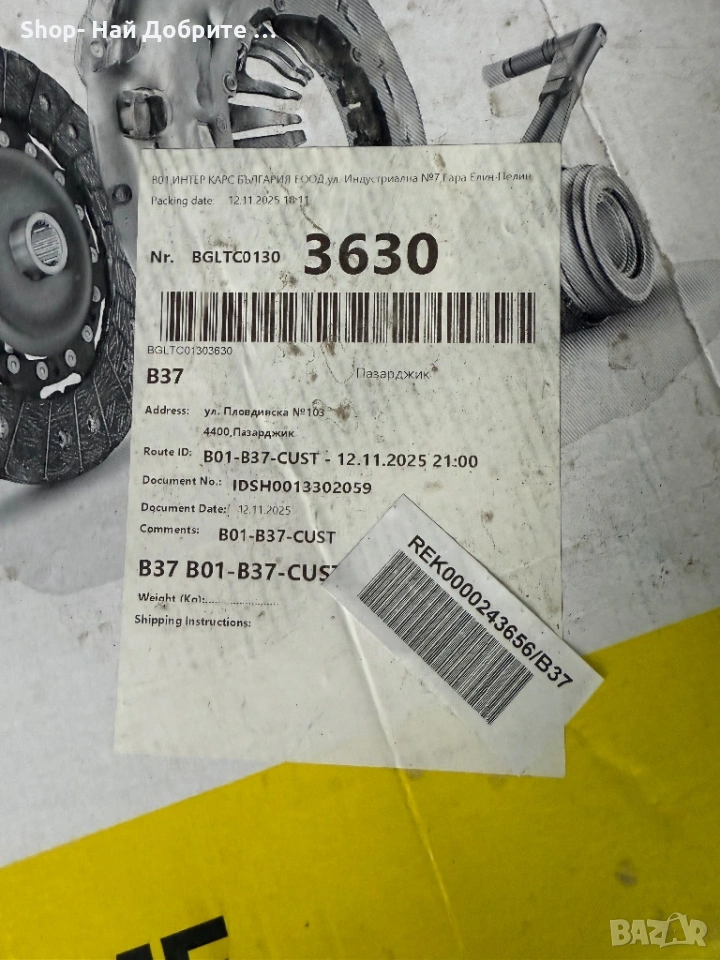 Shop- Най Добрите ...
B01,ИНТЕР КАРС БЪЛГАРИЯ ЕООД,ул. Индустриална №7,Гара Елин-Пелин
Packing date: 12.11.2025 18:11
Nr. BGLTC0130 3630
BGLTC01303630
B37 Пазарджик
Address: ул. Пловдивска №103
4400,Пазарджик
Route ID: B01-B37-CUST - 12.11.2025 21:00
Document No.: IDSH0013302059
Document Date: 12.11.2025
Comments: B01-B37-CUST
B37 B01-B37-CUST
Weight (Kg):
Shipping Instructions:
REK0000243656/B37
BAZAR